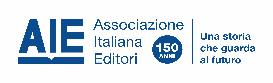 AIE
Associazione
Italiana
Editori
150
ANNI
Una storia
che guarda
al futuro